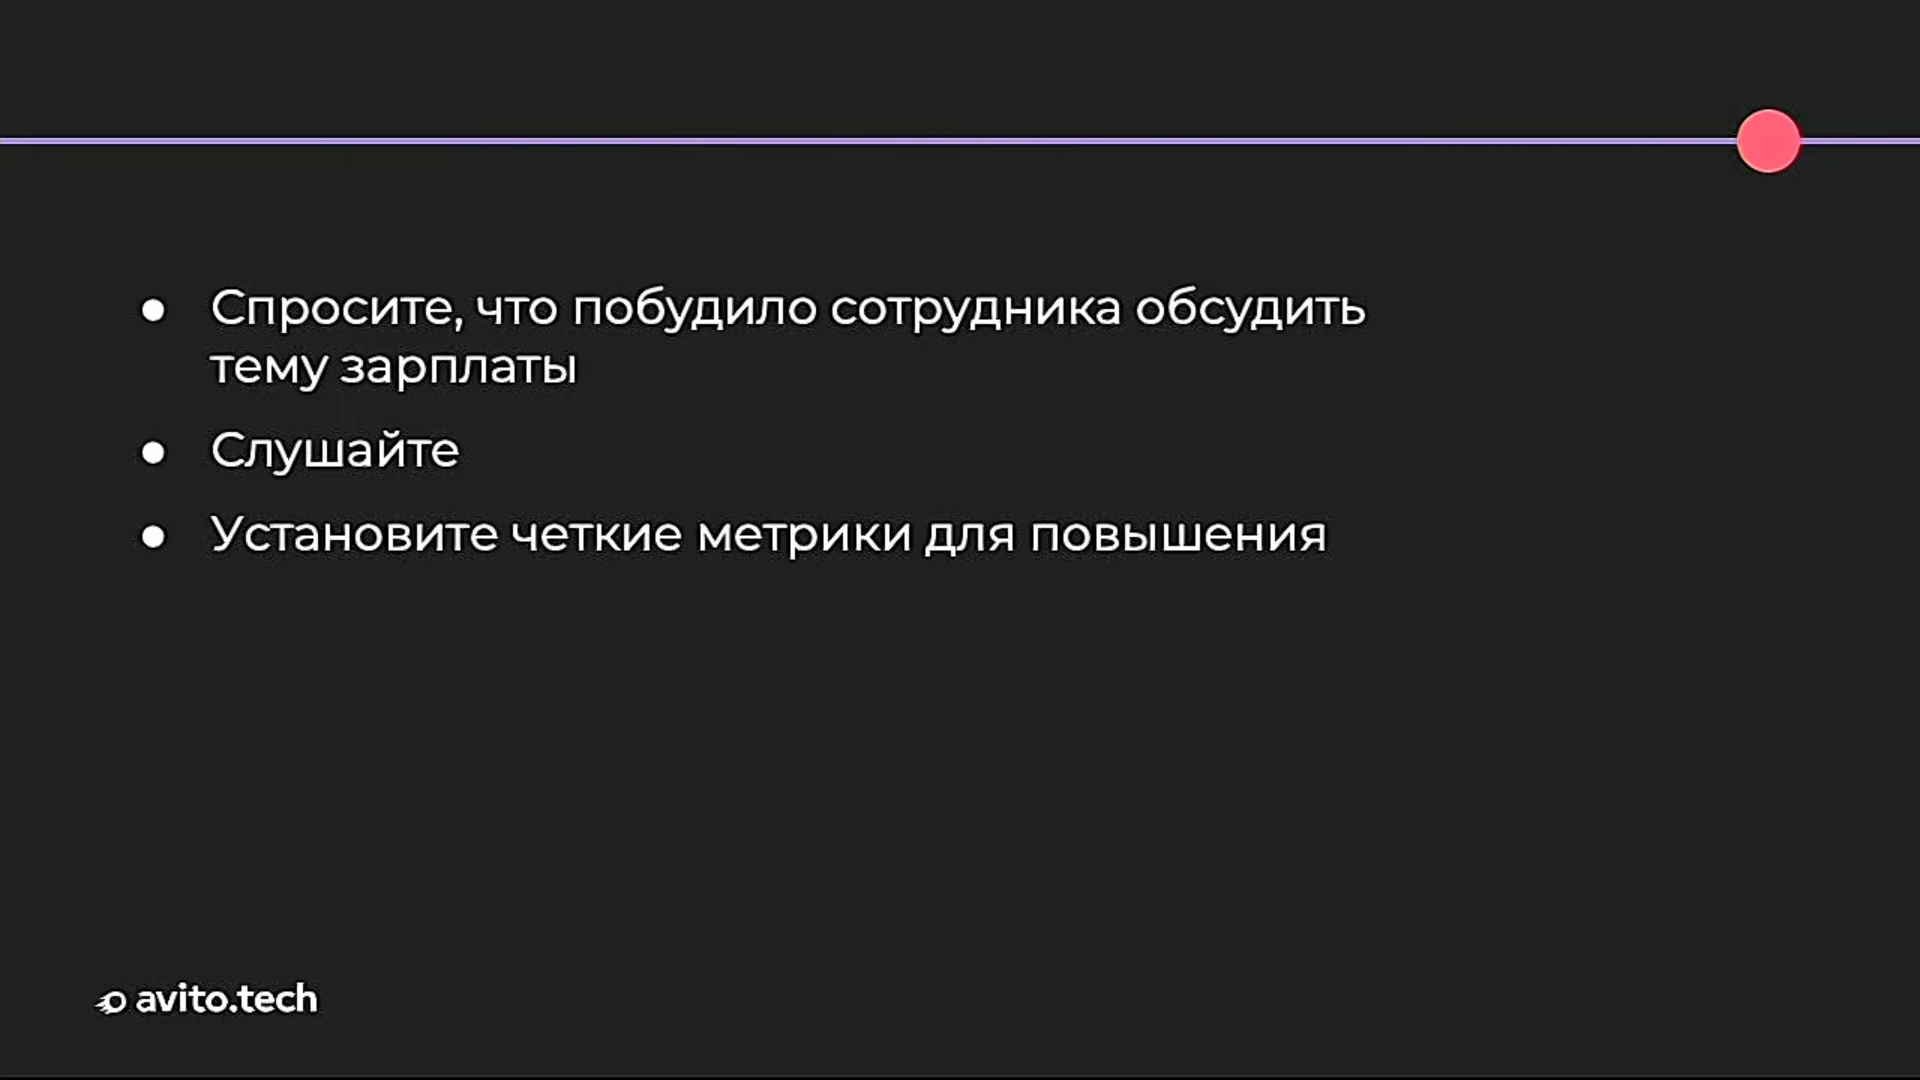 ● Спросите, что побудило сотрудника обсудить
тему зарплаты
● Слушайте
● Установите четкие метрики для повышения
avito.tech